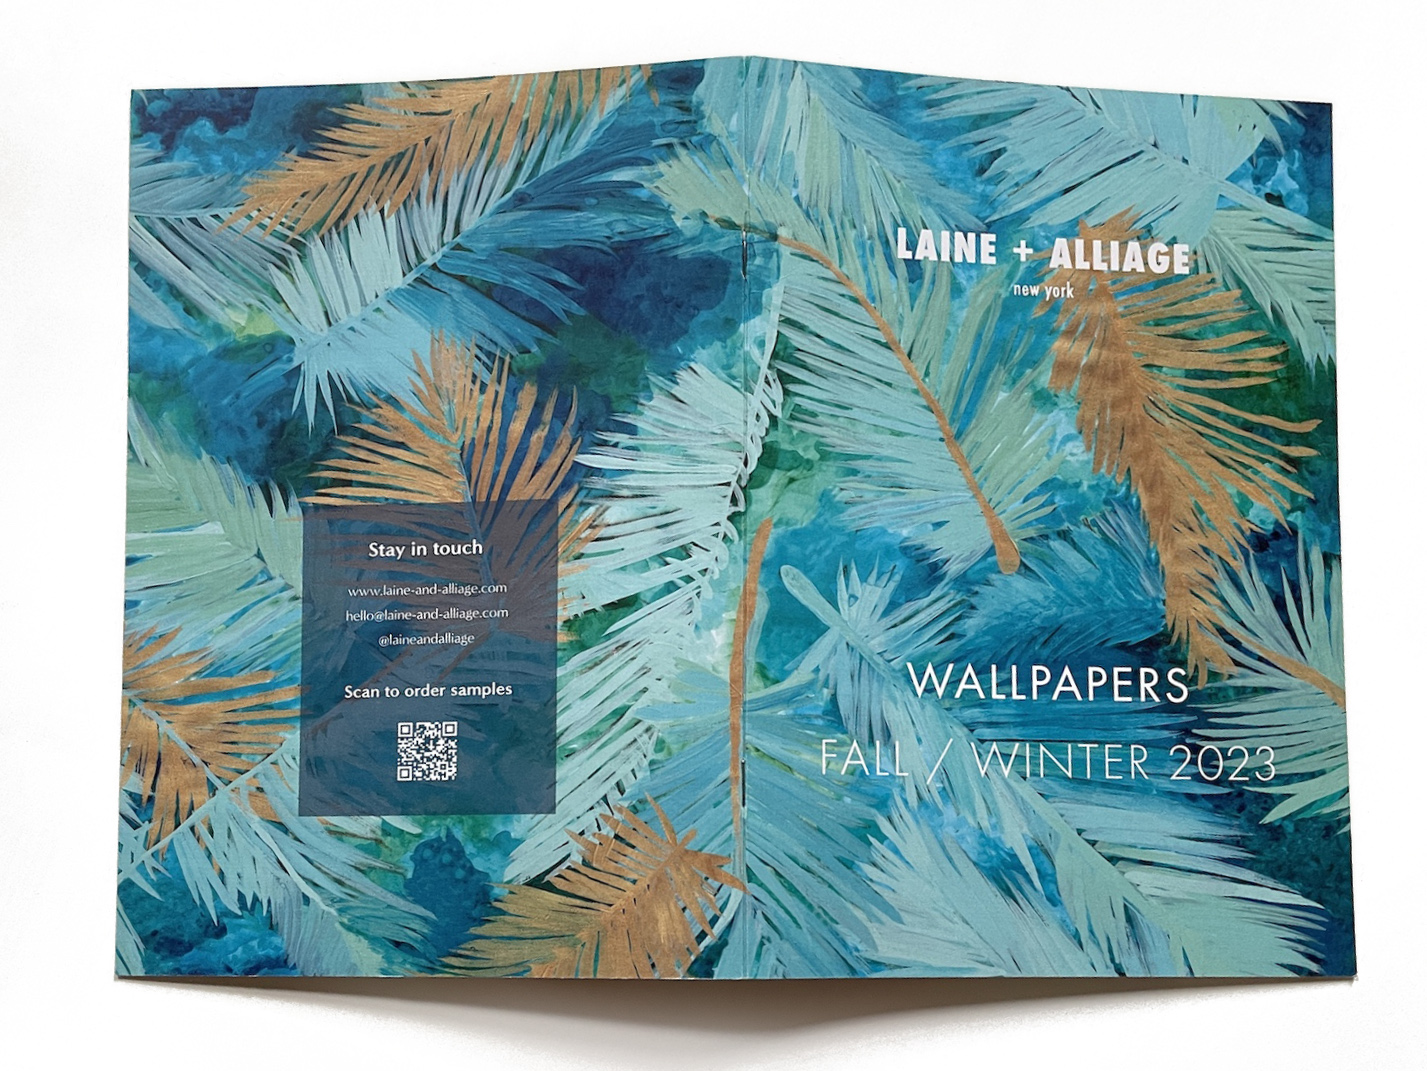 LAINE + ALLIAGE
new york
WALLPAPERS
FALL / WINTER 2023
Stay in touch
www.laine-and-alliage.com
hello@laine-and-alliage.com
@laineandalliage
Scan to order samples